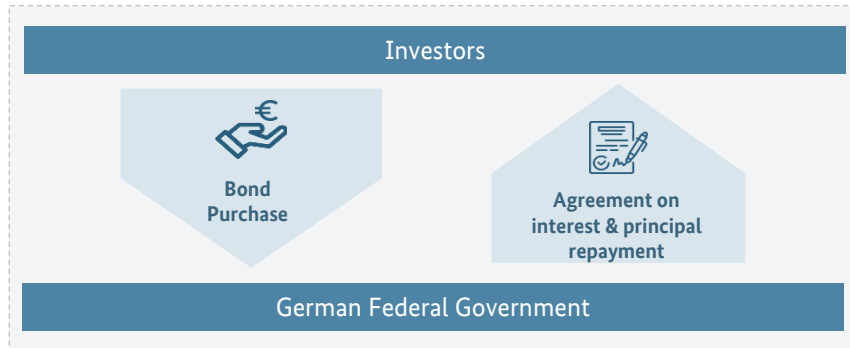 Investors
€
Bond
Purchase
Agreement on
interest & principal
repayment
German Federal Government